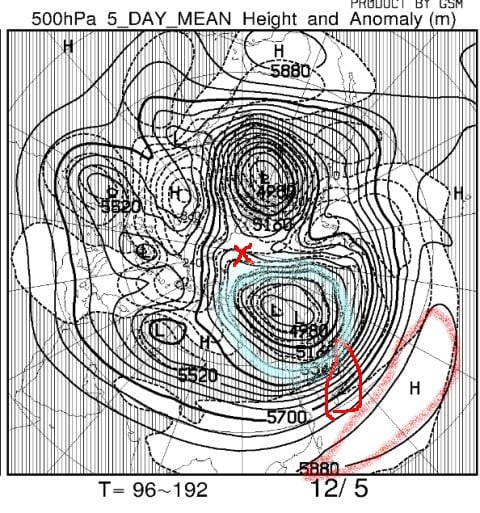 PRODUCT BY GSM
500hPa 5_DAY_MEAN Height and Anomaly (m)
H
H
5880
L
4980
H
H
5520
5160
L
L
L
4980
L
H
516
5520
5700
H
5880
T= 96~192
12/ 5